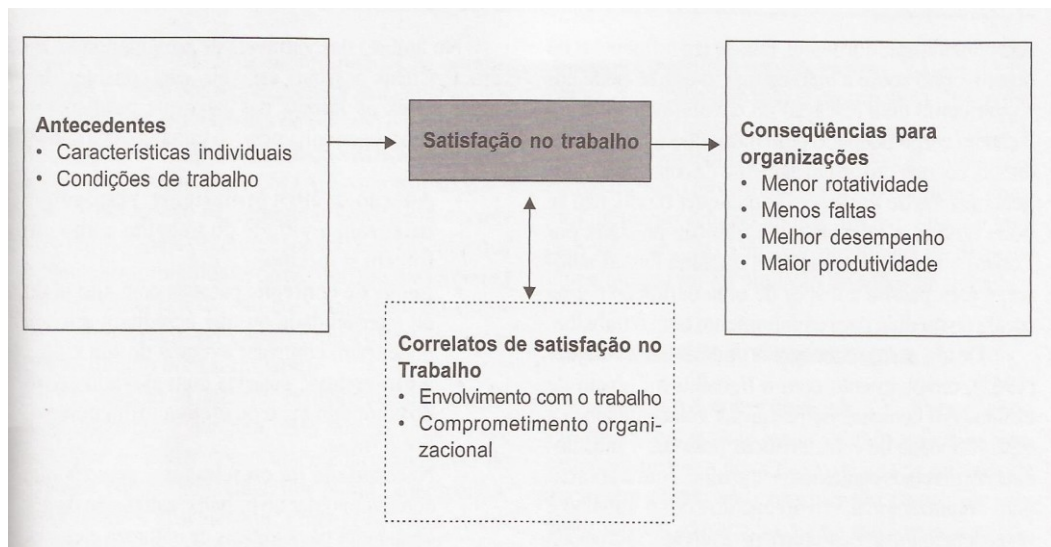 Antecedentes
• Características individuais
• Condições de trabalho
Satisfação no trabalho
Conseqüências para
organizações
• Menor rotatividade
• Menos faltas
• Melhor desempenho
• Maior produtividade
Correlatos de satisfação no
Trabalho
• Envolvimento com o trabalho
• Comprometimento organi-
zacional